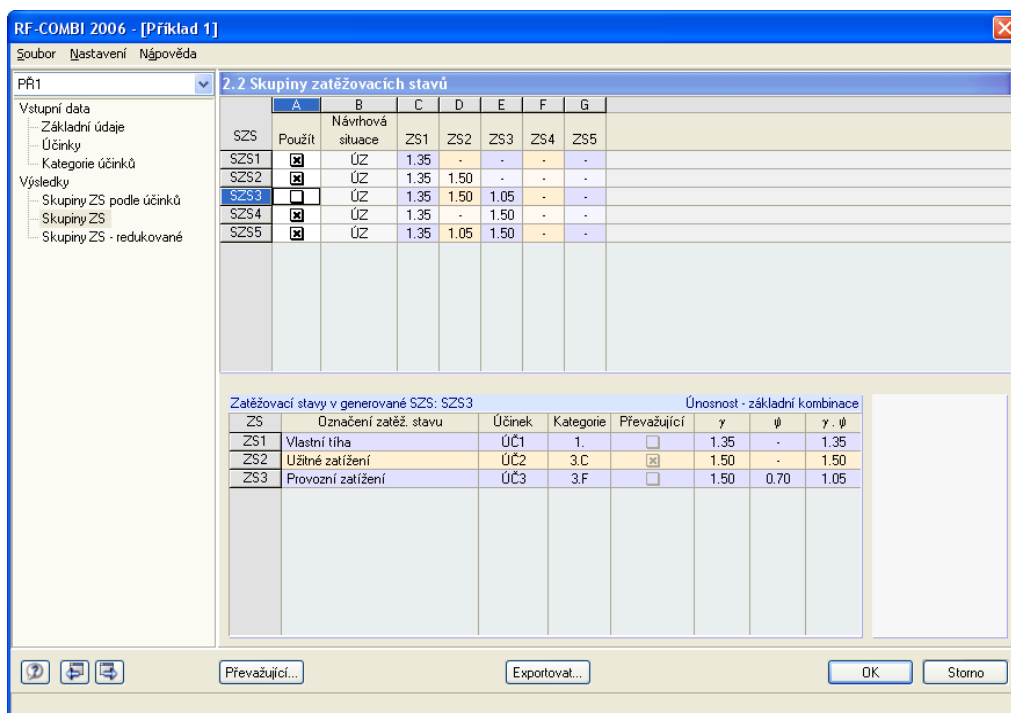 RF-COMBI 2006 - [Příklad 1]
Soubor Nastavení Nápověda
PŘ1
Vstupní data
Základní údaje
Účinky
Kategorie účinků
Výsledky
Skupiny ZS podle účinků
Skupiny ZS
Skupiny ZS - redukované
2.2 Skupiny zatěžovacích stavů
A B C D E F G
SZS Použít Návrhová situace ZS1 ZS2 ZS3 ZS4 ZS5
SZS1 ÚZ 1.35 - - - -
SZS2 ÚZ 1.35 1.50 - - -
SZS3 ÚZ 1.35 1.50 1.05 - -
SZS4 ÚZ 1.35 - 1.50 - -
SZS5 ÚZ 1.35 1.05 1.50 - -
Zatěžovací stavy v generované SZS: SZS3 Únosnost - základní kombinace
ZS Označení zatěž. stavu Účinek Kategorie Převažující γ ψ γ . ψ
ZS1 Vlastní tíha ÚČ1 1. 1.35 - 1.35
ZS2 Užitné zatížení ÚČ2 3.C 1.50 - 1.50
ZS3 Provozní zatížení ÚČ3 3.F 1.50 0.70 1.05
Převažující... Exportovat... OK Storno